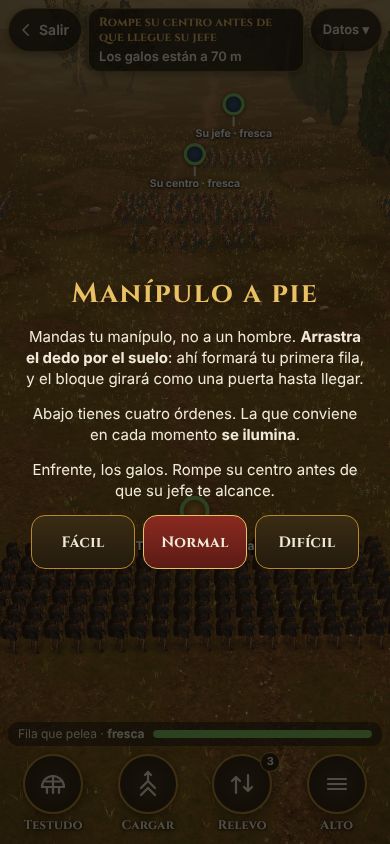 Salir
ROMPE SU CENTRO ANTES DE
QUE LLEGUE SU JEFE
Los galos están a 70 m
Datos ▾
Su jefe · fresca
Su centro · fresca
MANÍPULO A PIE
Mandas tu manípulo, no a un hombre. Arrastra
el dedo por el suelo: ahí formará tu primera fila,
y el bloque girará como una puerta hasta llegar.
Abajo tienes cuatro órdenes. La que conviene
en cada momento se ilumina.
Enfrente, los galos. Rompe su centro antes de
que su jefe te alcance.
FÁCIL
NORMAL
DIFÍCIL
Fila que pelea · fresca
3
TESTUDO
CARGAR
RELEVO
ALTO